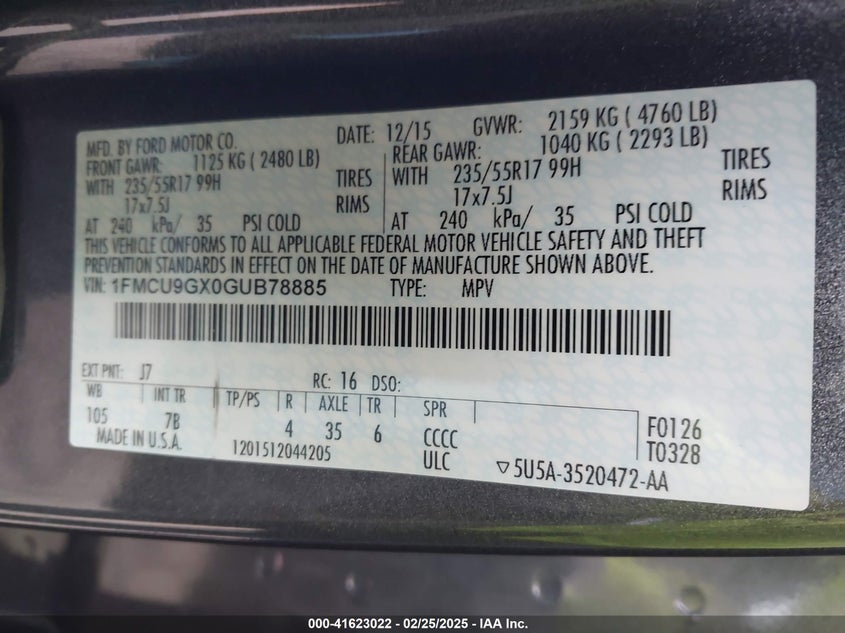 MFD. BY FORD MOTOR CO. DATE: 12/15 GVWR: 2159 KG ( 4760 LB)
FRONT GAWR: 1125 KG ( 2480 LB) REAR GAWR: 1040 KG ( 2293 LB)
WITH 235/55R17 99H TIRES WITH 235/55R17 99H TIRES
17x7.5J RIMS 17x7.5J RIMS
AT 240 kPa/ 35 PSI COLD AT 240 kPa/ 35 PSI COLD
THIS VEHICLE CONFORMS TO ALL APPLICABLE FEDERAL MOTOR VEHICLE SAFETY AND THEFT
PREVENTION STANDARDS IN EFFECT ON THE DATE OF MANUFACTURE SHOWN ABOVE.
VIN: 1FMCU9GX0GUB78885 TYPE: MPV
EXT PNT: J7 RC: 16 DSO:
WB INT TR TP/PS R AXLE TR SPR
105 7B 4 35 6 CCCC F0126
MADE IN U.S.A. 1201512044205 ULC T0328
▽5U5A-3520472-AA
000-41623022 - 02/25/2025 - IAA Inc.